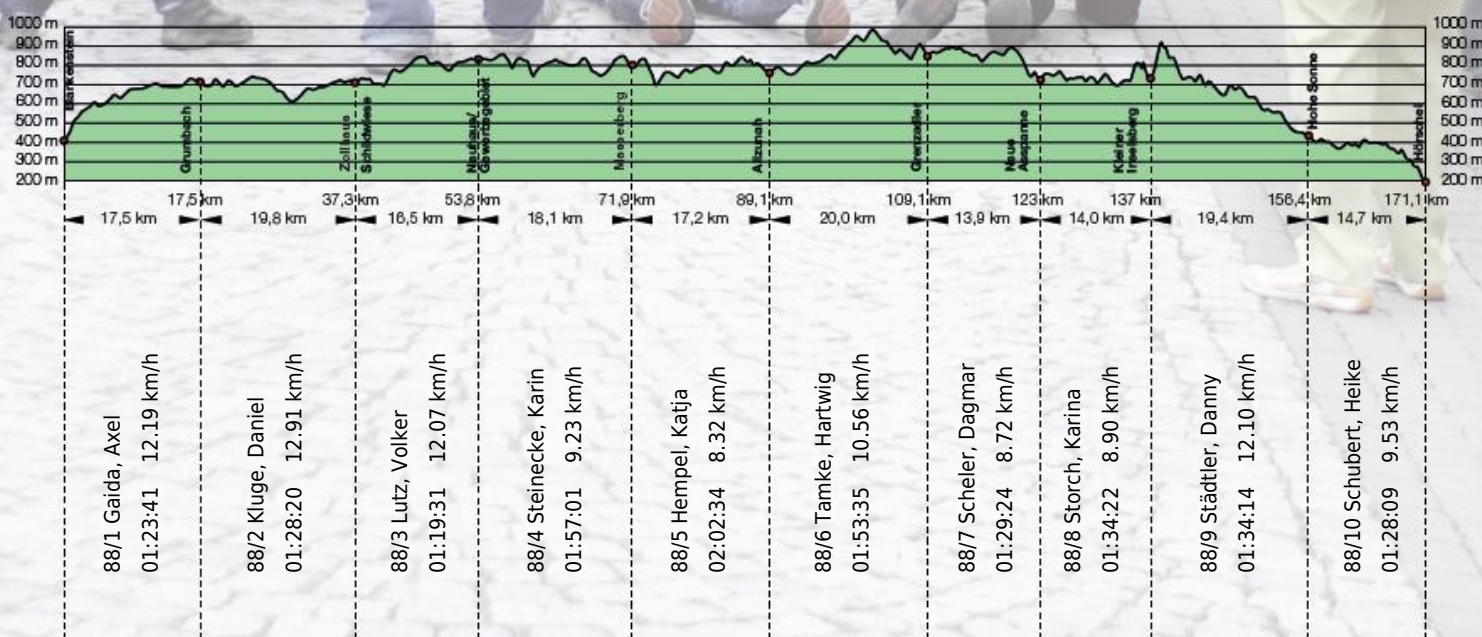 1000 m
900 m
800 m
700 m
600 m
500 m
400 m
300 m
200 m
1000 m
900 m
800 m
700 m
600 m
500 m
400 m
300 m
200 m
Blankenstein
Grumbach
Zollhaus
Schildwiese
Neuhaus/
Masserberg
Allzunah
Grenzadler
Neue
Ausspanne
Kleiner
Inselsberg
Hohe Sonne
Hörschel
17,5 km
37,3 km
53,8 km
71,9 km
89,1 km
109,1 km
123 km
137 km
156,4 km
171,1 km
17,5 km
19,8 km
16,5 km
18,1 km
17,2 km
20,0 km
13,9 km
14,0 km
19,4 km
14,7 km
88/1 Gaida, Axel
01:23:41 12.19 km/h
88/2 Kluge, Daniel
01:28:20 12.91 km/h
88/3 Lutz, Volker
01:19:31 12.07 km/h
88/4 Steinecke, Karin
01:57:01 9.23 km/h
88/5 Hempel, Katja
02:02:34 8.32 km/h
88/6 Tamke, Hartwig
01:53:35 10.56 km/h
88/7 Scheler, Dagmar
01:29:24 8.72 km/h
88/8 Storch, Karina
01:34:22 8.90 km/h
88/9 Städtler, Danny
01:34:14 12.10 km/h
88/10 Schubert, Heike
01:28:09 9.53 km/h